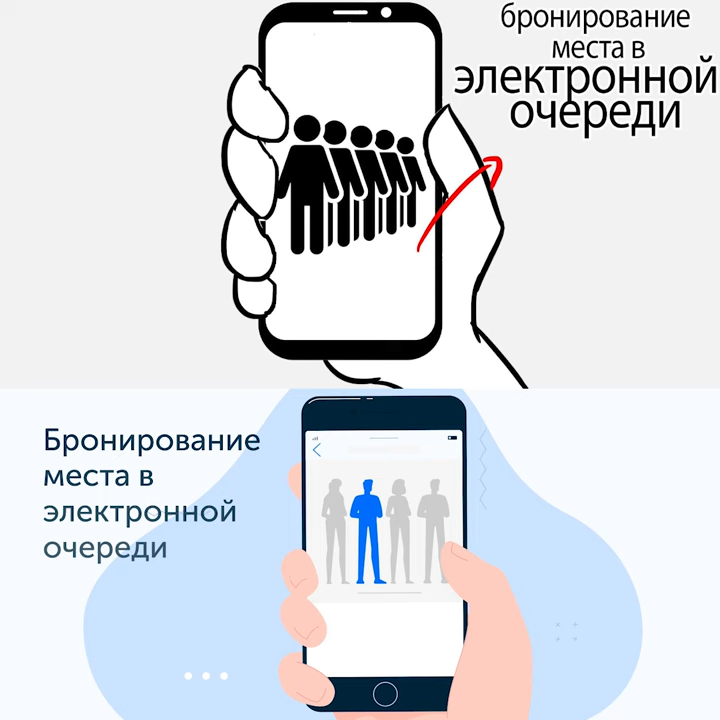 бронирование
места в
электронной
очереди
Бронирование
места в
электронной
очереди